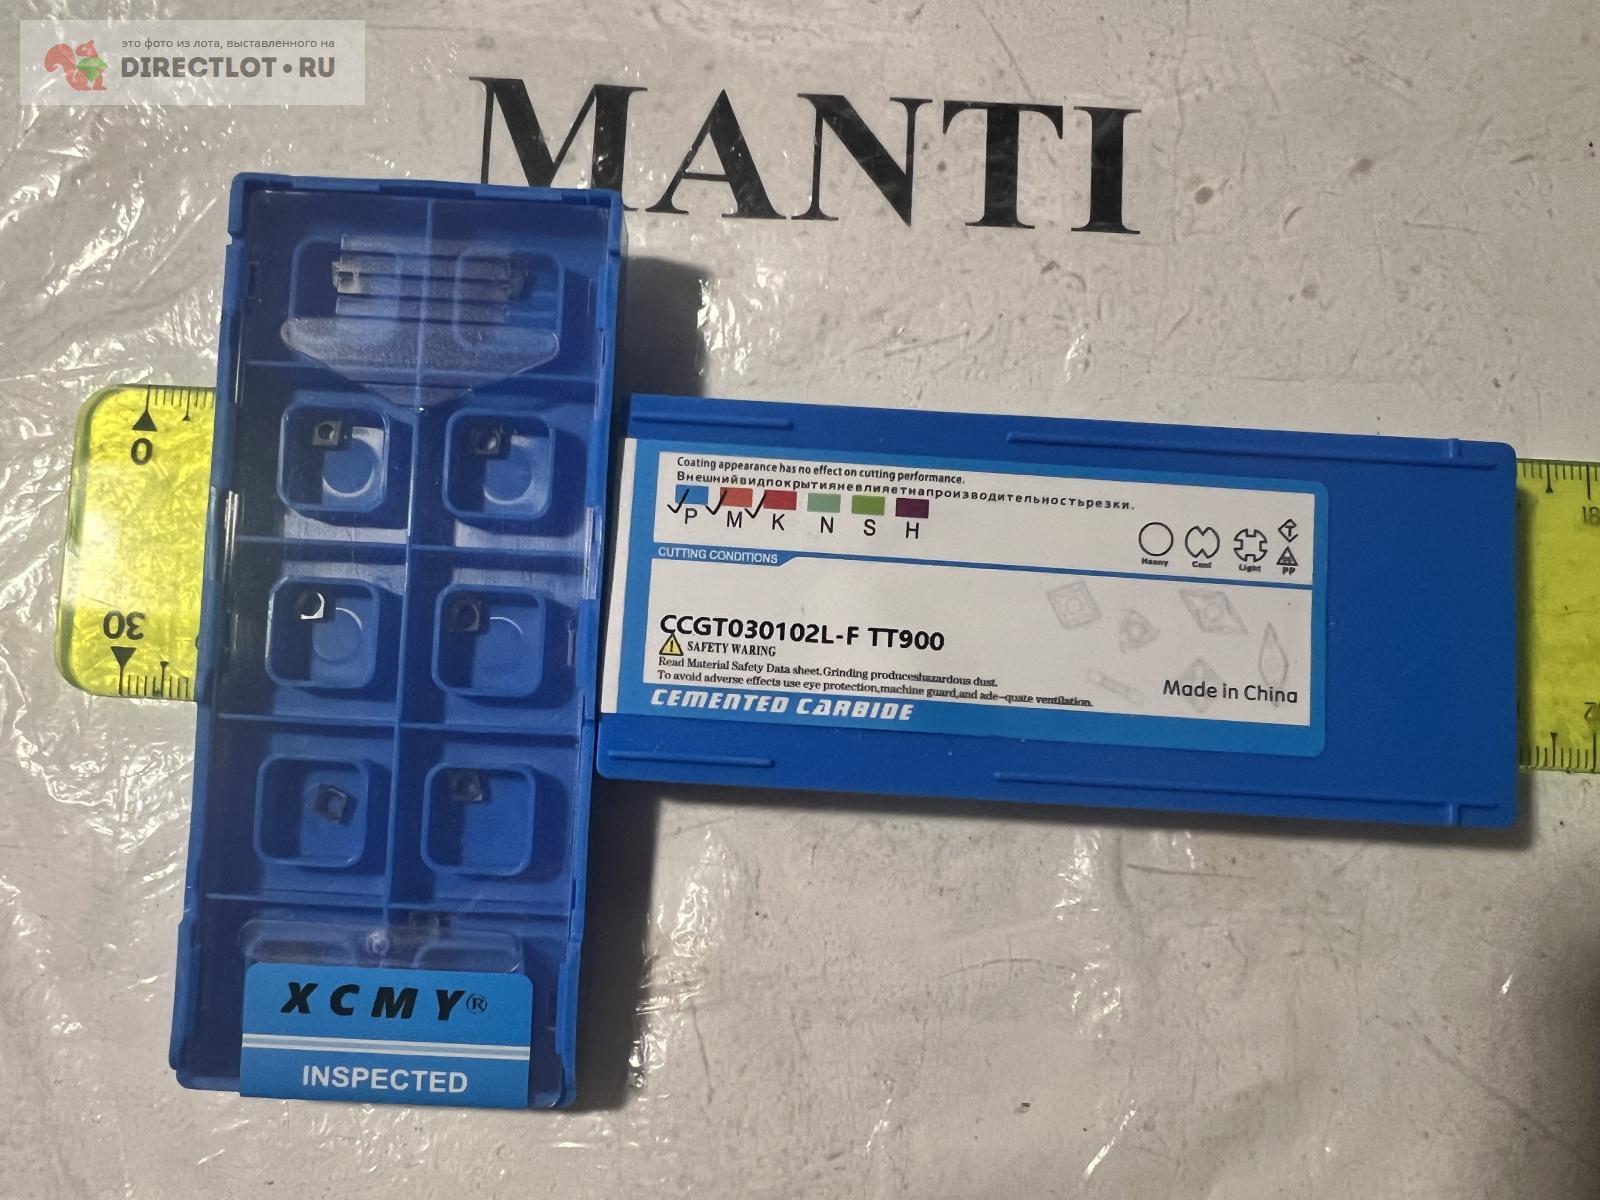 это фото из лота, выставленного на
DIRECTLOT•RU
MANTI
0
30
Coating appearance has no effect on cutting performance.
Внешнийвидпокрытияневлияетнапроизводительностьрезки.
P M K N S H
Heavy Light
PP
CUTTING CONDITIONS
CCGT030102L-F TT900
SAFETY WARING
Read Material Safety Data sheet.Grinding produceshazardous dust.
To avoid adverse effects use eye protection,machine guard,and ade-quate ventilation.
Made in China
CEMENTED CARBIDE
18
XCMY®
INSPECTED